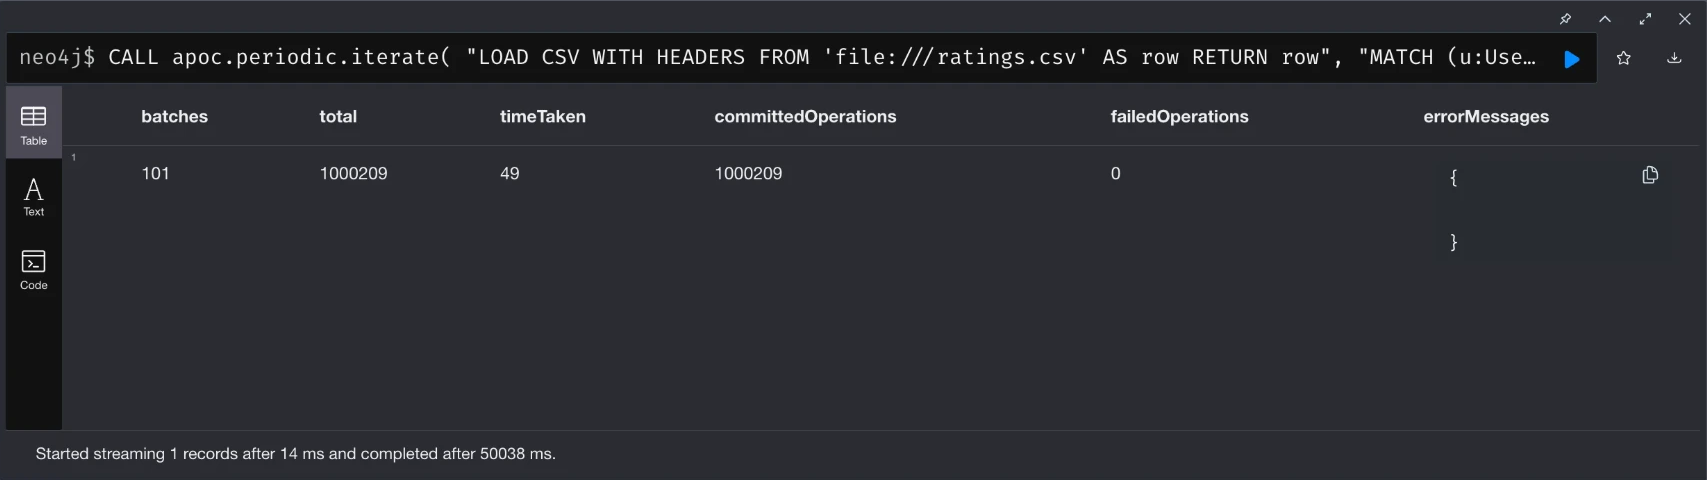 neo4j$ CALL apoc.periodic.iterate( "LOAD CSV WITH HEADERS FROM 'file:///ratings.csv' AS row RETURN row", "MATCH (u:Use…
Table
batches total timeTaken committedOperations failedOperations errorMessages
1
101 1000209 49 1000209 0 {
}
Text
Code
Started streaming 1 records after 14 ms and completed after 50038 ms.